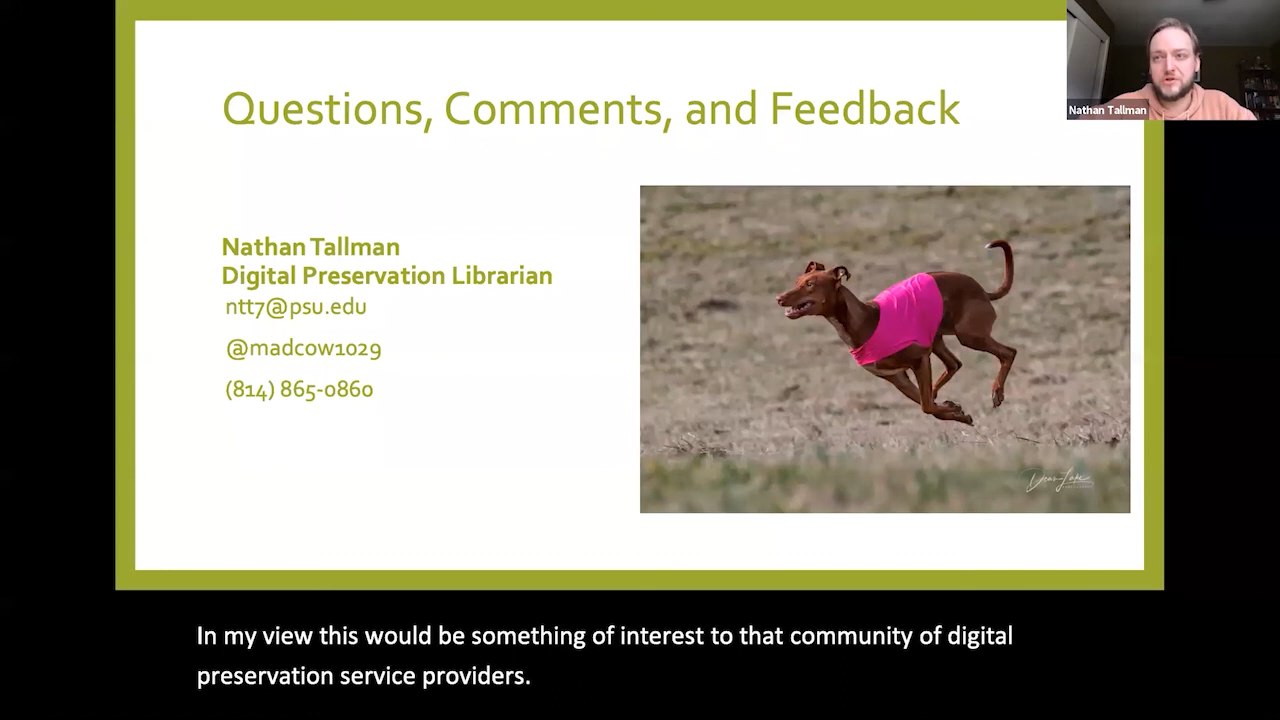 Questions, Comments, and Feedback
Nathan Tallman
Nathan Tallman
Digital Preservation Librarian
ntt7@psu.edu
@madcow1029
(814) 865-0860
In my view this would be something of interest to that community of digital
preservation service providers.